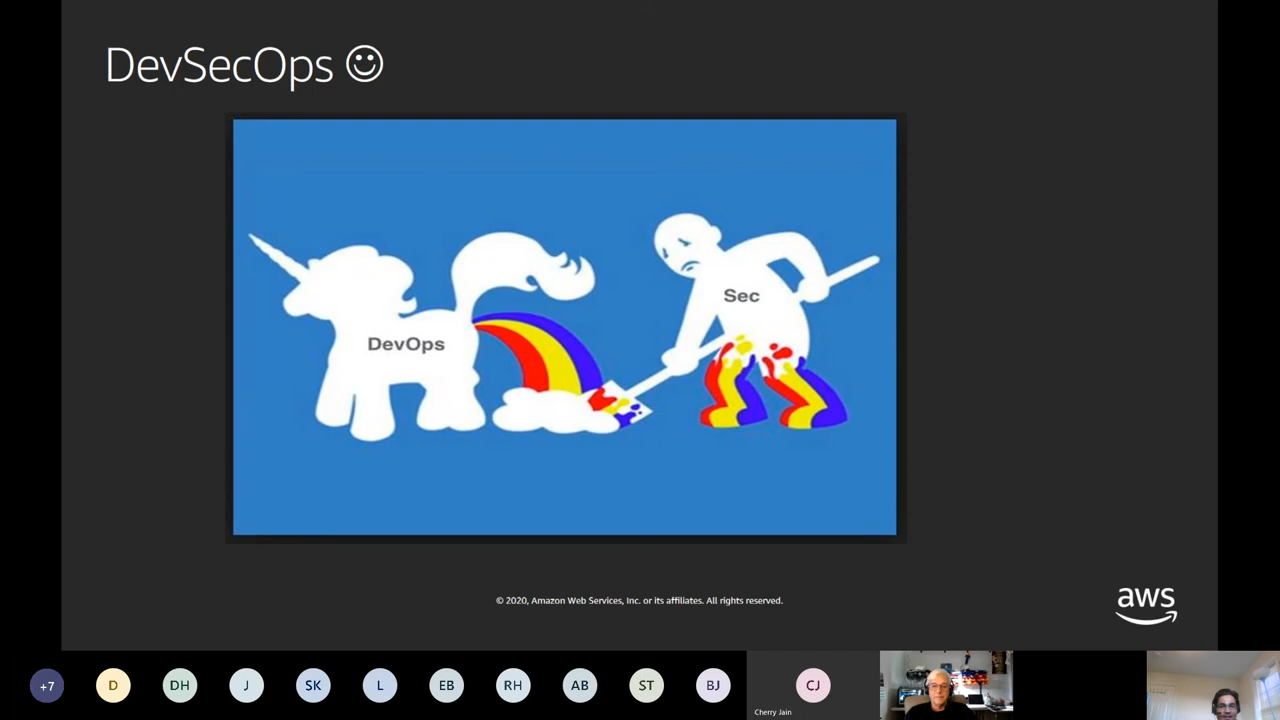 DevSecOps ☺
DevOps
Sec
© 2020, Amazon Web Services, Inc. or its affiliates. All rights reserved.
aws
+7
D
DH
J
SK
L
EB
RH
AB
ST
BJ
CJ
Cherry Jain